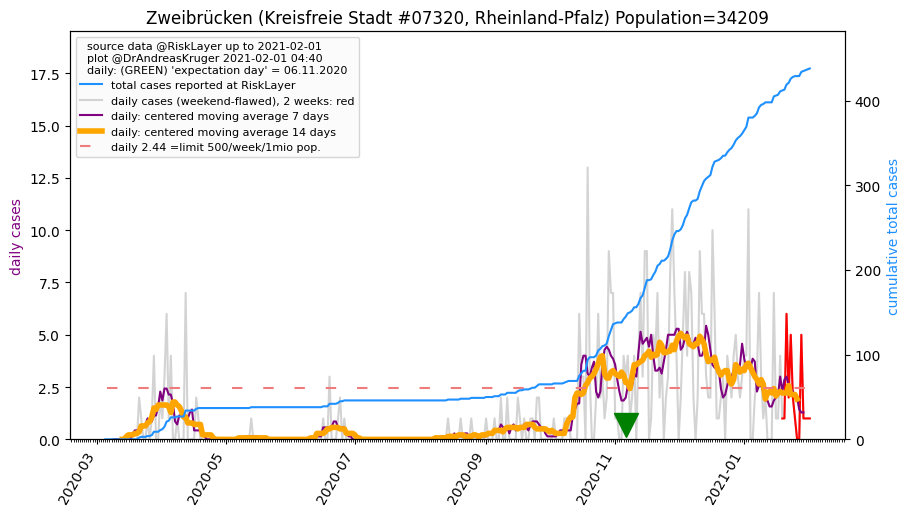 Zweibrücken (Kreisfreie Stadt #07320, Rheinland-Pfalz) Population=34209
source data @RiskLayer up to 2021-02-01
plot @DrAndreasKruger 2021-02-01 04:40
daily: (GREEN) 'expectation day' = 06.11.2020
total cases reported at RiskLayer
daily cases (weekend-flawed), 2 weeks: red
daily: centered moving average 7 days
daily: centered moving average 14 days
daily 2.44 =limit 500/week/1mio pop.
daily cases
17.5
15.0
12.5
10.0
7.5
5.0
2.5
0.0
400
300
200
100
0
cumulative total cases
2020-03
2020-05
2020-07
2020-09
2020-11
2021-01